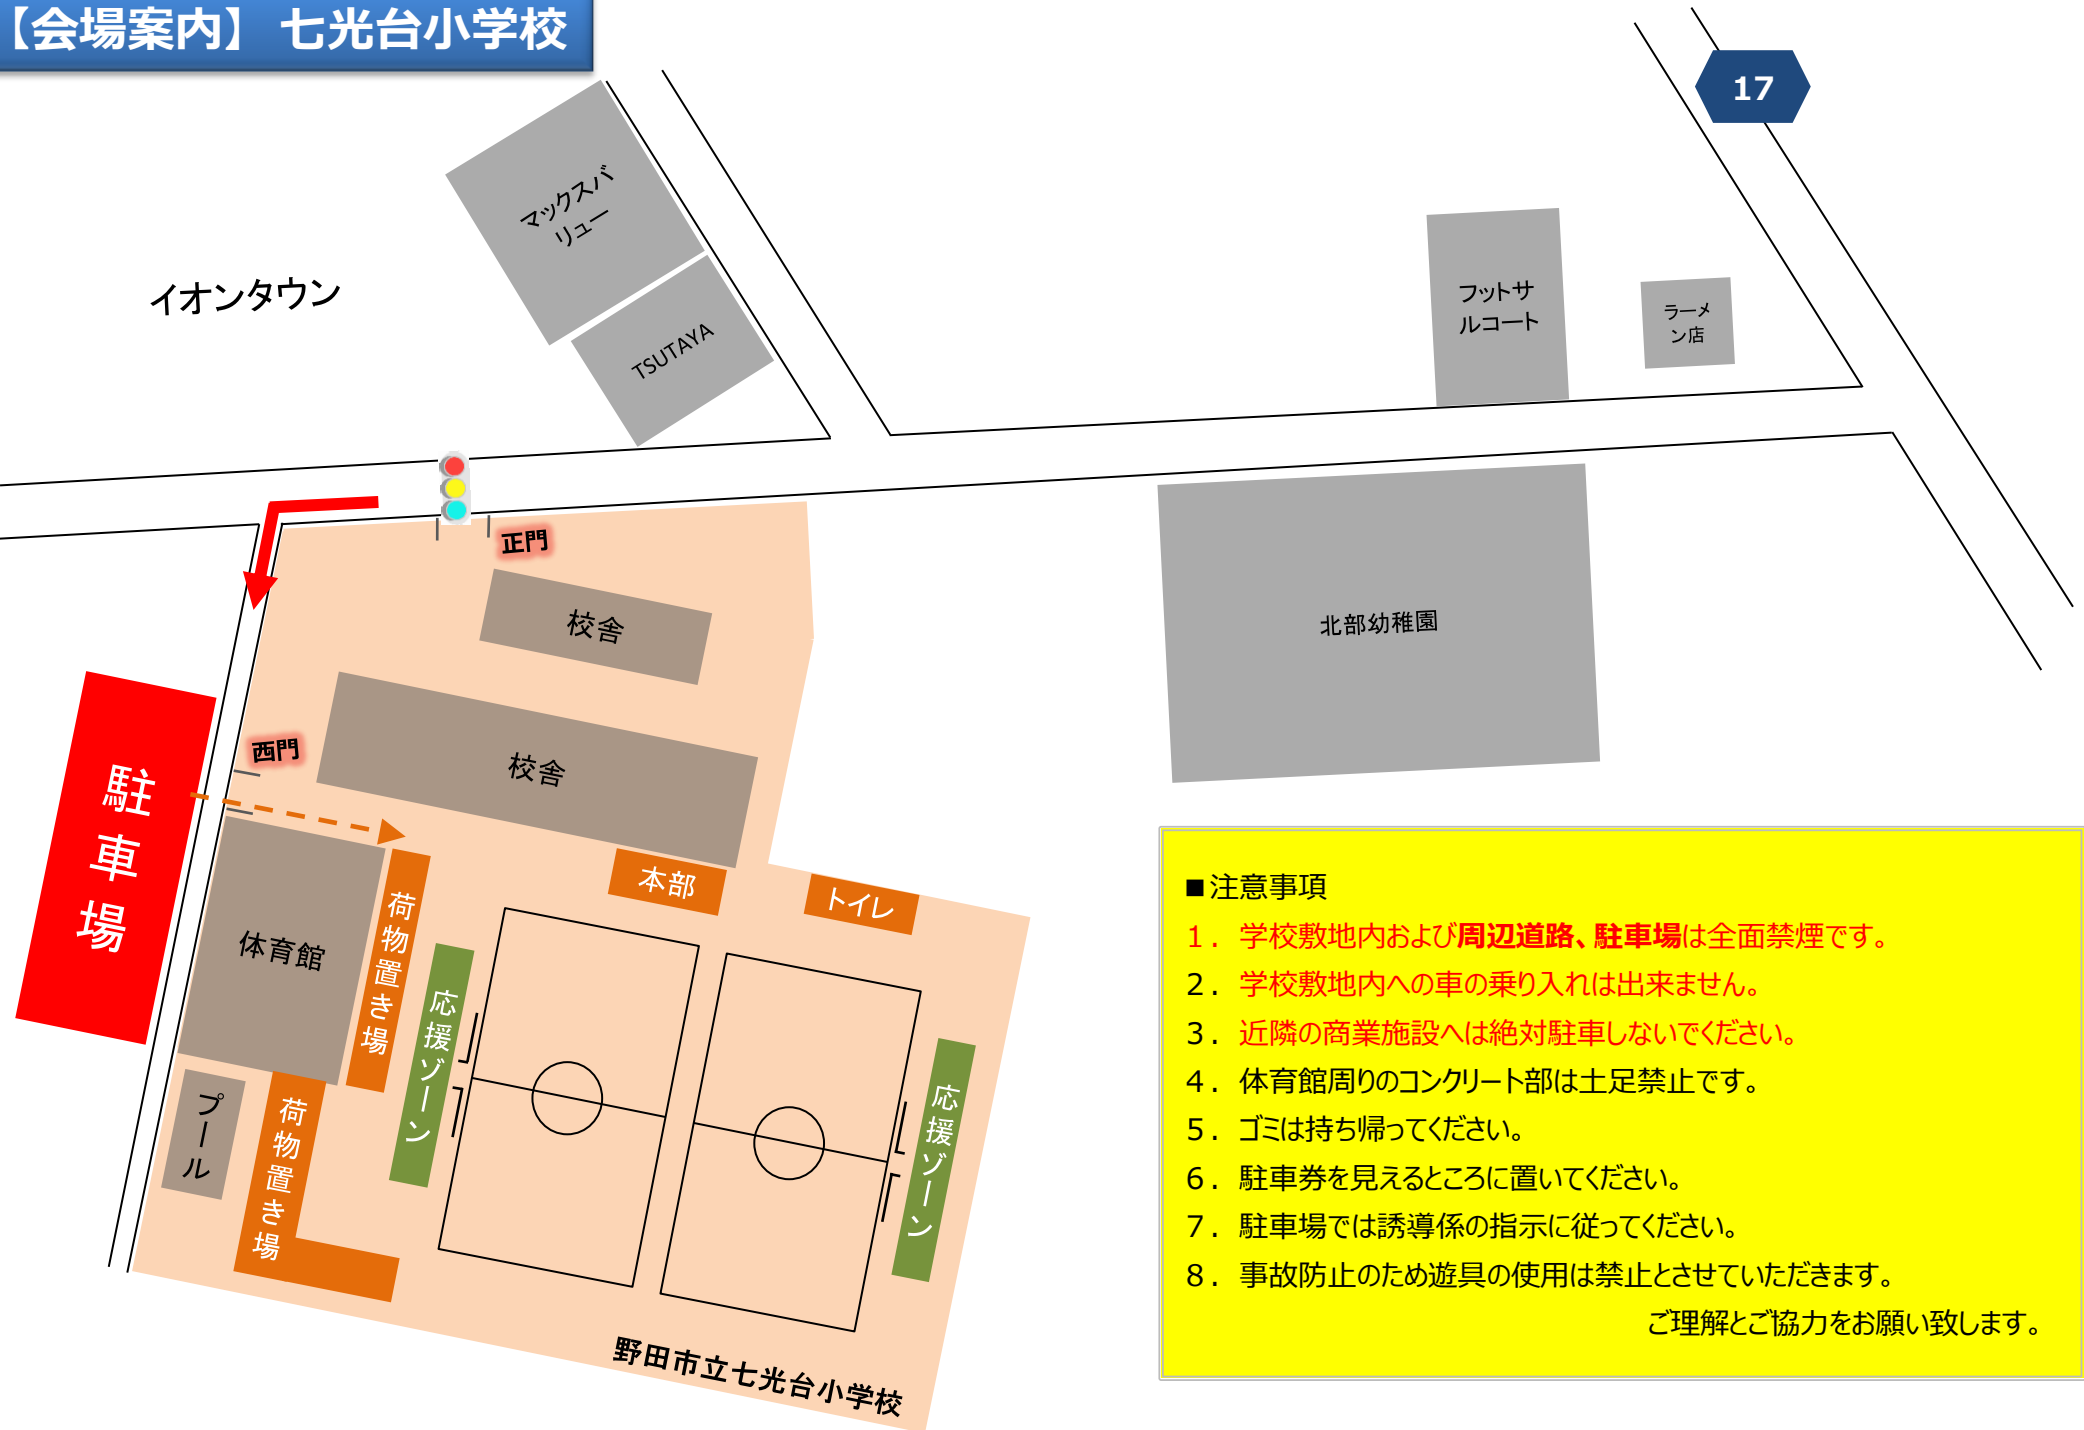 【会場案内】 七光台小学校
17
マックスバ
リュー
イオンタウン
TSUTAYA
フットサ
ルコート
ラーメ
ン店
正門
校舎
北部幼稚園
西門
校舎
駐車場
本部
トイレ
荷物置き場
体育館
応援ゾーン
応援ゾーン
プール
荷物置き場
野田市立七光台小学校
■注意事項
1. 学校敷地内および周辺道路、駐車場は全面禁煙です。
2. 学校敷地内への車の乗り入れは出来ません。
3. 近隣の商業施設へは絶対駐車しないでください。
4. 体育館周りのコンクリート部は土足禁止です。
5. ゴミは持ち帰ってください。
6. 駐車券を見えるところに置いてください。
7. 駐車場では誘導係の指示に従ってください。
8. 事故防止のため遊具の使用は禁止とさせていただきます。
ご理解とご協力をお願い致します。